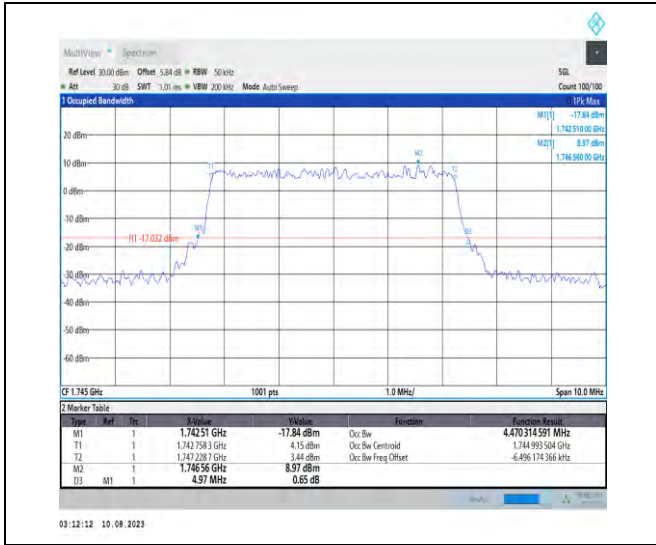 MultiView Spectrum
Ref Level 30.00 dBm Offset 5.84 dB RBW 50 kHz SGL
Att 30 dB SWT 1.01 ms VBW 200 kHz Mode Auto Sweep Count 100/100
1 Occupied Bandwidth 1Pk Max
M1[1] -17.84 dBm
1.742 510 00 GHz
20 dBm M2[1] 8.97 dBm
1.746 560 00 GHz
M2
10 dBm T1 T2
0 dBm
-10 dBm
M1 D3
H1 -17.032 dBm
-20 dBm
-30 dBm
-40 dBm
-50 dBm
-60 dBm
CF 1.745 GHz 1001 pts 1.0 MHz/ Span 10.0 MHz
2 Marker Table
Type Ref Trc X-Value Y-Value Function Function Result
M1 1 1.74251 GHz -17.84 dBm Occ Bw 4.470 314 591 MHz
T1 1 1.742 758 3 GHz 4.15 dBm Occ Bw Centroid 1.744 993 504 GHz
T2 1 1.747 228 7 GHz 3.44 dBm Occ Bw Freq Offset -6.496 174 366 kHz
M2 1 1.746 56 GHz 8.97 dBm
D3 M1 1 4.97 MHz 0.65 dB
03:12:12 10.08.2023